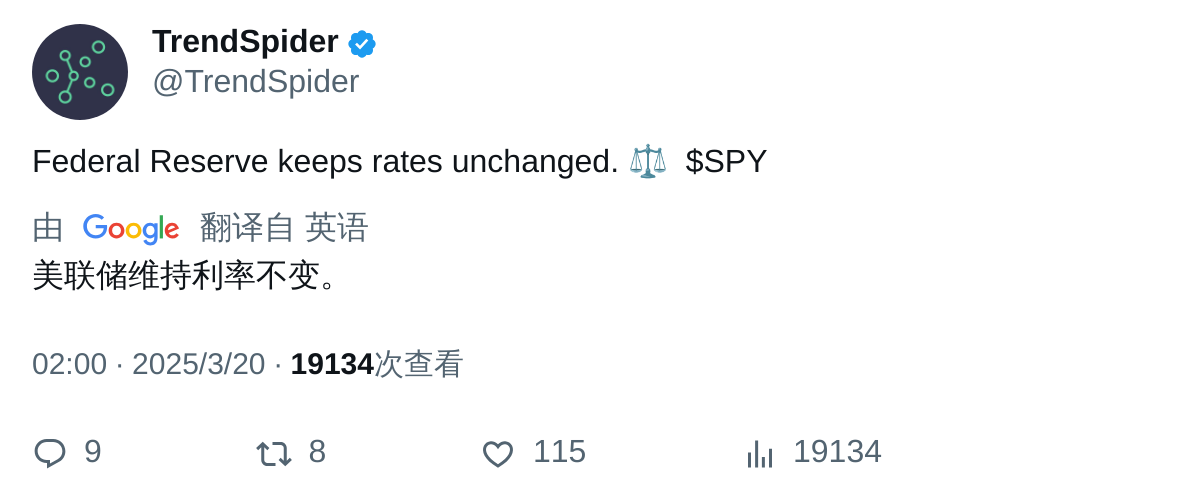 TrendSpider
@TrendSpider
Federal Reserve keeps rates unchanged. ⚖️ $SPY
由 Google 翻译自 英语
美联储维持利率不变。
02:00 · 2025/3/20 · 19134次查看
9 8 115 19134